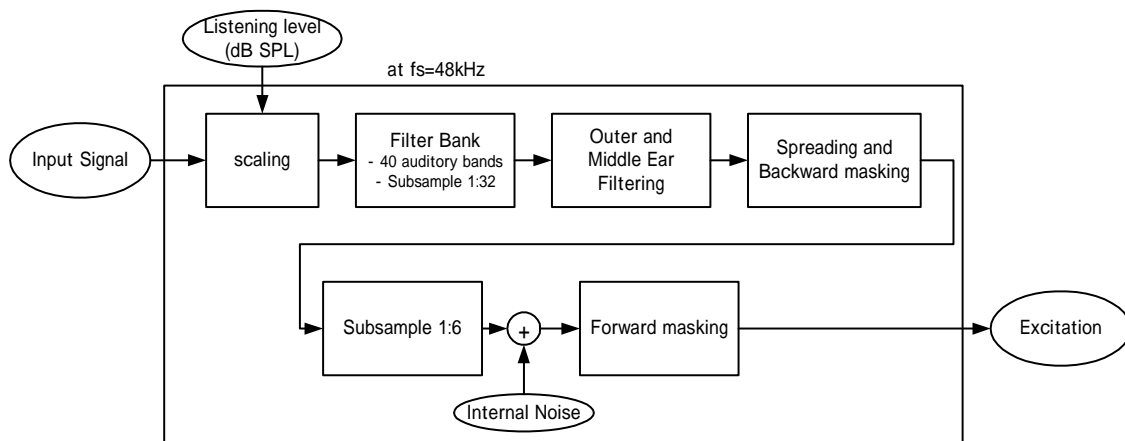 Listening level
(dB SPL)
at fs=48kHz
Input Signal
scaling
Filter Bank
- 40 auditory bands
- Subsample 1:32
Outer and
Middle Ear
Filtering
Spreading and
Backward masking
Subsample 1:6
+
Forward masking
Excitation
Internal Noise